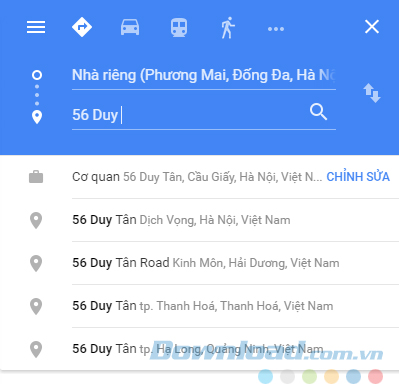 Nhà riêng (Phương Mai, Đống Đa, Hà Nộ
56 Duy
Cơ quan 56 Duy Tân, Cầu Giấy, Hà Nội, Việt N... CHỈNH SỬA
56 Duy Tân Dịch Vọng, Hà Nội, Việt Nam
56 Duy Tân Road Kinh Môn, Hải Dương, Việt Nam
56 Duy Tân tp. Thanh Hoá, Thanh Hoá, Việt Nam
56 Duy Tân tp. Hạ Long, Quảng Ninh, Việt Nam
Download.com.vn